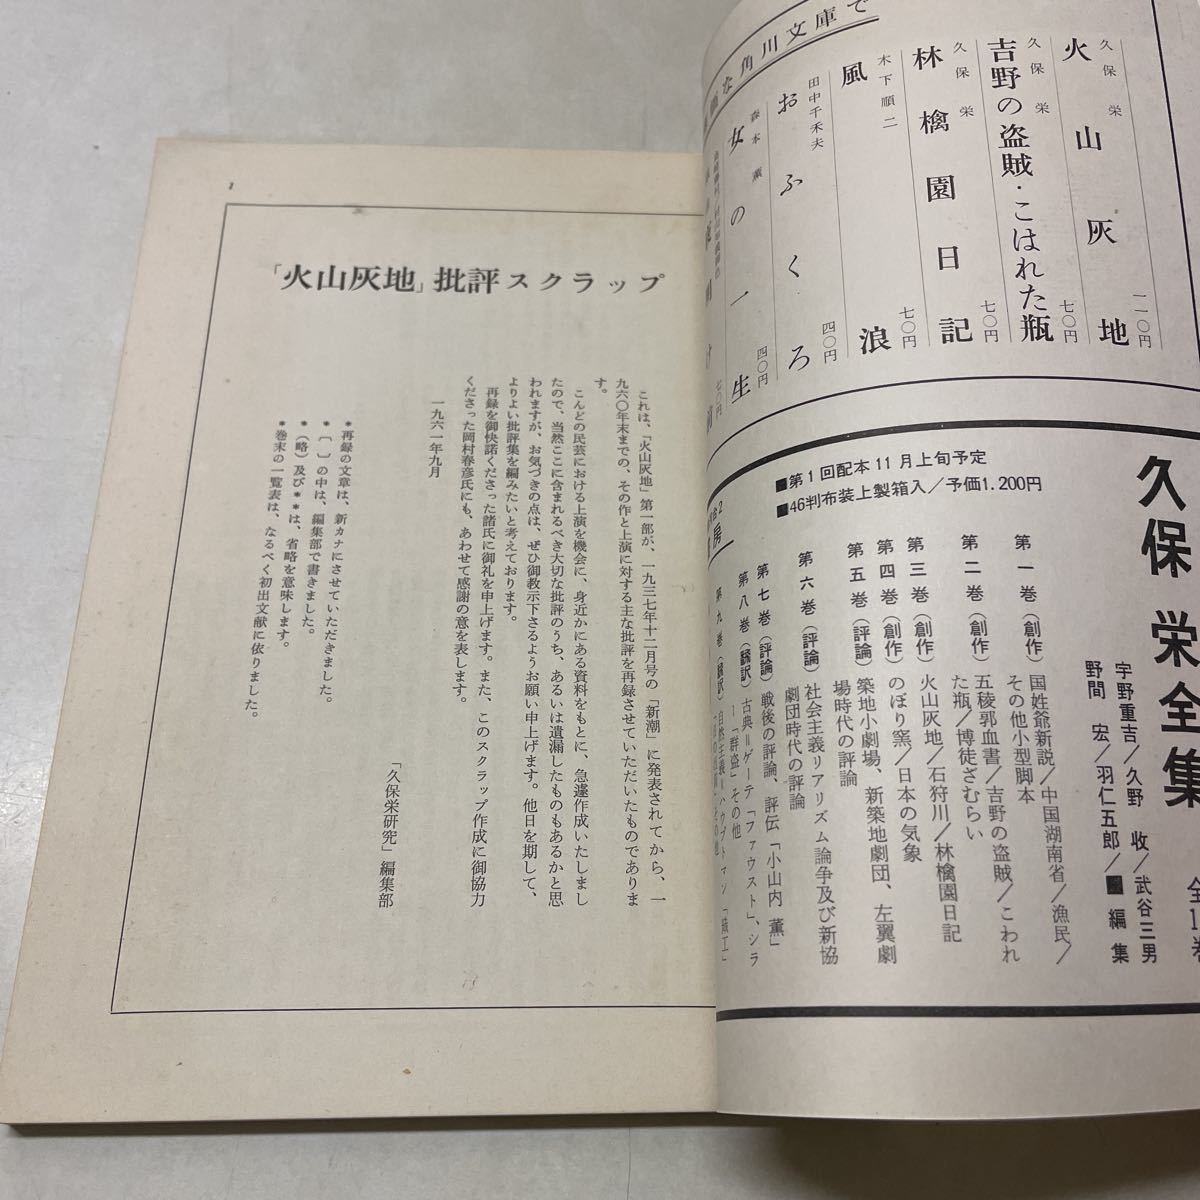 角川文庫で
久保栄
火山灰地
二一〇円
久保栄
吉野の盗賊・こはれた瓶
七〇円
久保栄
林檎園日記
七〇円
木下順二
風浪
七〇円
田中千禾夫
おふくろ
四〇円
森本薫
女の一生
四〇円
七〇円
久保栄全集
宇野重吉/久野収/武谷三男
野間宏/羽仁五郎/■編集
■第1回配本11月上旬予定
■46判布装上製箱入/予価1.200円
第一巻(創作) 国姓爺新説/中国湖南省/漁民/
その他小型脚本
第二巻(創作) 五稜郭血書/吉野の盗賊/こわれ
た瓶/博徒ざむらい
第三巻(創作) 火山灰地/石狩川/林檎園日記
第四巻(創作) のぼり窯/日本の気象
第五巻(評論) 築地小劇場、新築地劇団、左翼劇
場時代の評論
第六巻(評論) 社会主義リアリズム論争及び新協
劇団時代の評論
第七巻(評論) 戦後の評論、評伝「小山内薫」
第八巻(翻訳) 古典=ゲーテ「ファウスト」、シラ
ー「群盗」その他
第九巻(翻訳) 自然主義=ハウプトマン「織工」
1
「火山灰地」批評スクラップ
これは、「火山灰地」第一部が、一九三七年十二月号の「新潮」に発表されてから、一
九六〇年末までの、その作と上演に対する主な批評を再録させていただいたものでありま
す。
こんどの民芸における上演を機会に、身近かにある資料をもとに、急遽作成いたしまし
たので、当然ここに含まれるべき大切な批評のうち、あるいは遺漏したものもあるかと思
われますが、お気づきの点は、ぜひ御教示下さるようお願い申上げます。他日を期して、
よりよい批評集を編みたいと考えております。
再録を御快諾くださった諸氏に御礼を申上げます。また、このスクラップ作成に御協力
くださった岡村春彦氏にも、あわせて感謝の意を表します。
一九六一年九月
「久保栄研究」編集部
*再録の文章は、新カナにさせていただきました。
*〔 〕の中は、編集部で書きました。
*(略)及び**は、省略を意味します。
*巻末の一覧表は、なるべく初出文献に依りました。